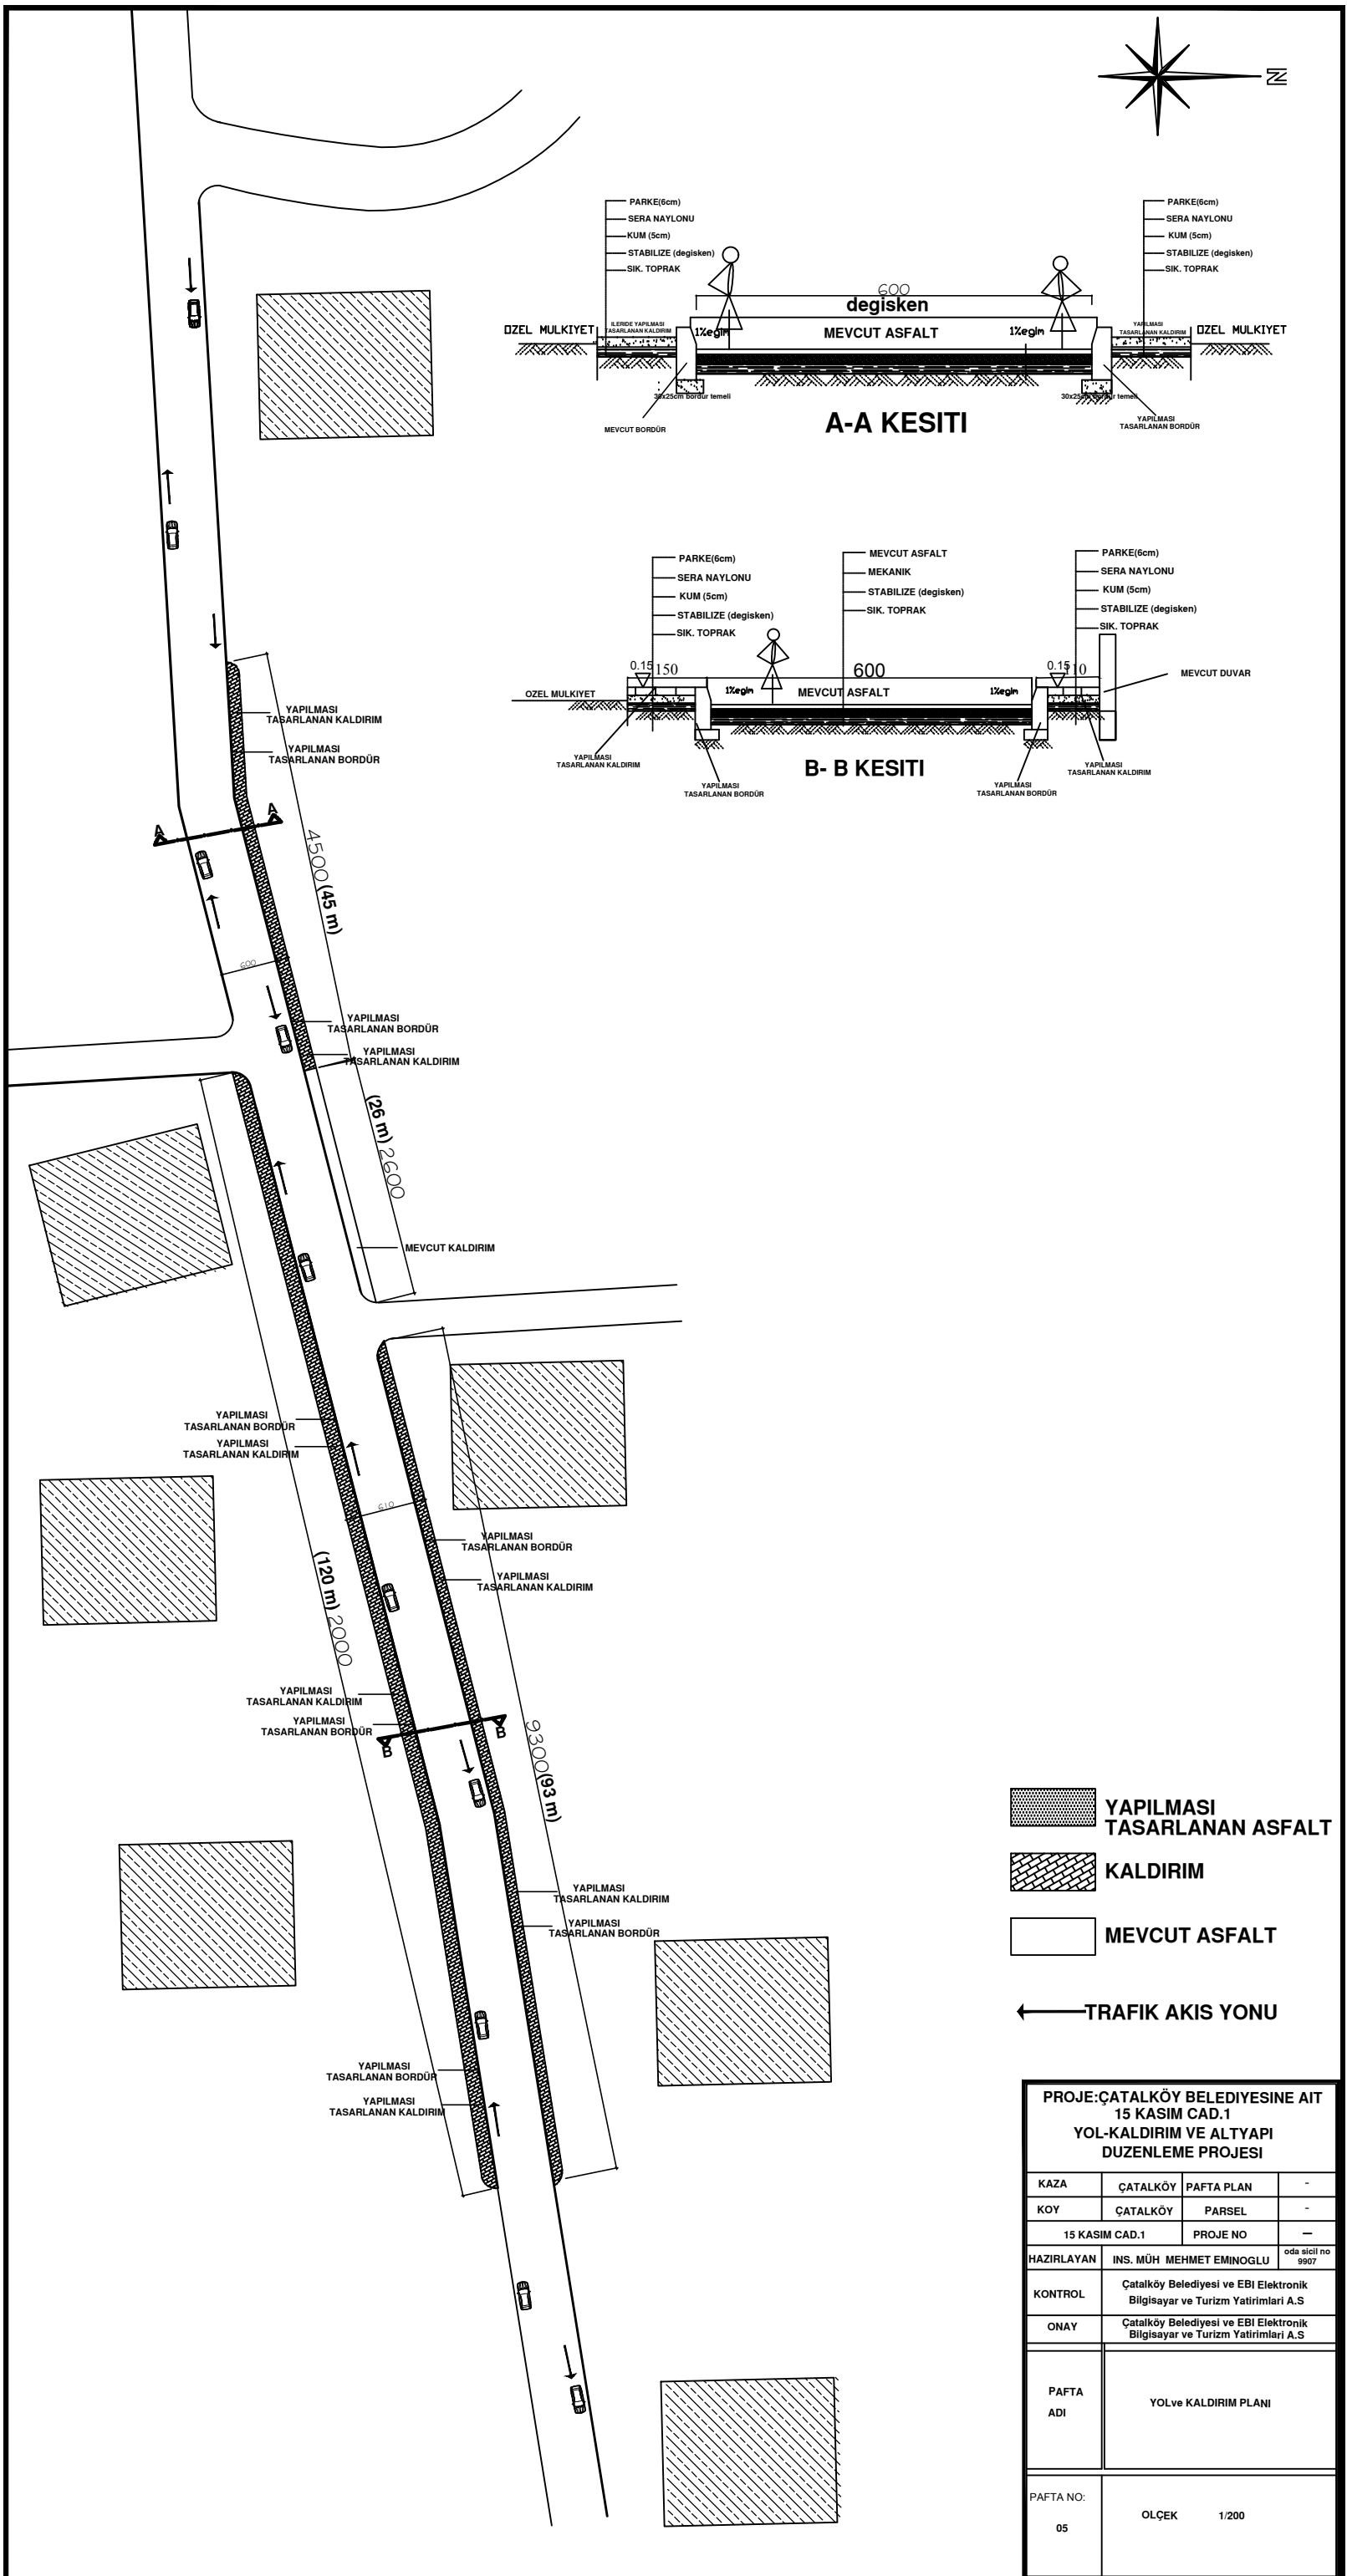 N
PARKE(6cm)
SERA NAYLONU
KUM (5cm)
STABILIZE (degisken)
SIK. TOPRAK
PARKE(6cm)
SERA NAYLONU
KUM (5cm)
STABILIZE (degisken)
SIK. TOPRAK
600
degisken
OZEL MULKIYET
ILERIDE YAPILMASI
TASARLANAN KALDIRIM
1%egim
MEVCUT ASFALT
1%egim
YAPILMASI
TASARLANAN KALDIRIM
OZEL MULKIYET
30x25cm bordur temeli
30x25cm bordur temeli
MEVCUT BORDÜR
A-A KESITI
YAPILMASI
TASARLANAN BORDÜR
PARKE(6cm)
SERA NAYLONU
KUM (5cm)
STABILIZE (degisken)
SIK. TOPRAK
MEVCUT ASFALT
MEKANIK
STABILIZE (degisken)
SIK. TOPRAK
PARKE(6cm)
SERA NAYLONU
KUM (5cm)
STABILIZE (degisken)
SIK. TOPRAK
0.15
150
600
0.15
110
MEVCUT DUVAR
OZEL MULKIYET
1%egim
MEVCUT ASFALT
1%egim
YAPILMASI
TASARLANAN KALDIRIM
YAPILMASI
TASARLANAN BORDÜR
B- B KESITI
YAPILMASI
TASARLANAN BORDÜR
YAPILMASI
TASARLANAN KALDIRIM
YAPILMASI
TASARLANAN KALDIRIM
YAPILMASI
TASARLANAN BORDÜR
A
A
4500 (45 m)
600
YAPILMASI
TASARLANAN BORDÜR
YAPILMASI
TASARLANAN KALDIRIM
(26 m) 2600
MEVCUT KALDIRIM
YAPILMASI
TASARLANAN BORDÜR
YAPILMASI
TASARLANAN KALDIRIM
610
YAPILMASI
TASARLANAN BORDÜR
YAPILMASI
TASARLANAN KALDIRIM
(120 m) 2000
YAPILMASI
TASARLANAN KALDIRIM
YAPILMASI
TASARLANAN BORDÜR
B
B
9300 (93 m)
YAPILMASI
TASARLANAN KALDIRIM
YAPILMASI
TASARLANAN BORDÜR
YAPILMASI
TASARLANAN BORDÜR
YAPILMASI
TASARLANAN KALDIRIM
YAPILMASI
TASARLANAN ASFALT
KALDIRIM
MEVCUT ASFALT
TRAFIK AKIS YONU
PROJE:ÇATALKÖY BELEDIYESINE AIT
15 KASIM CAD.1
YOL-KALDIRIM VE ALTYAPI
DUZENLEME PROJESI
KAZA ÇATALKÖY PAFTA PLAN -
KOY ÇATALKÖY PARSEL -
15 KASIM CAD.1 PROJE NO —
HAZIRLAYAN INS. MÜH MEHMET EMINOGLU oda sicil no
9907
KONTROL Çatalköy Belediyesi ve EBI Elektronik
Bilgisayar ve Turizm Yatirimlari A.S
ONAY Çatalköy Belediyesi ve EBI Elektronik
Bilgisayar ve Turizm Yatirimlari A.S
PAFTA
ADI
YOLve KALDIRIM PLANI
PAFTA NO:
05
OLÇEK 1/200